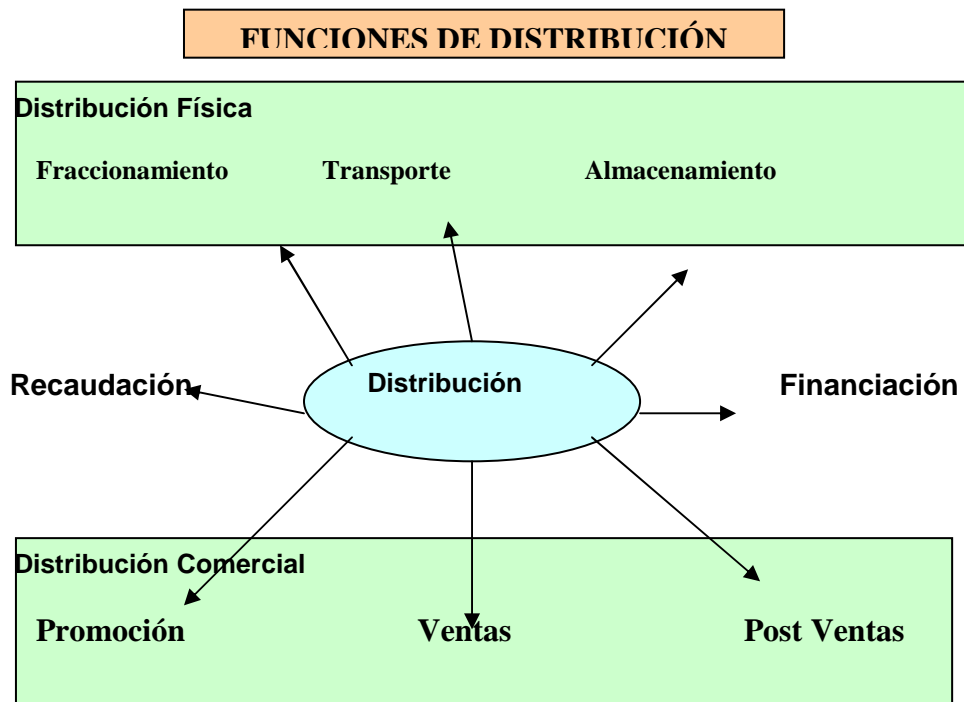 FUNCIONES DE DISTRIBUCIÓN
Distribución Física
Fraccionamiento Transporte Almacenamiento
Recaudación Distribución Financiación
Distribución Comercial
Promoción Ventas Post Ventas